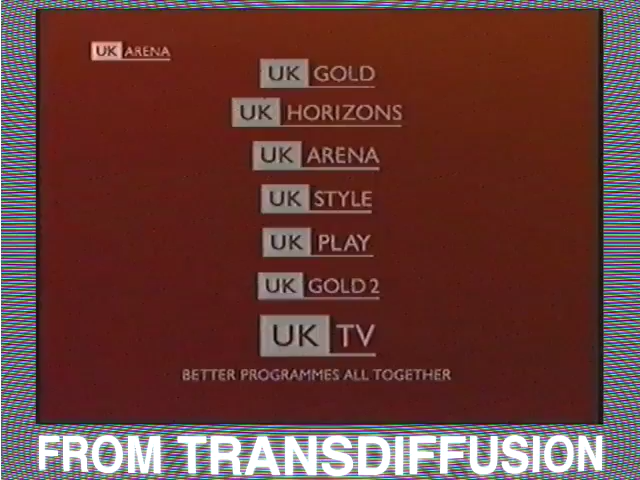 UK ARENA
UK GOLD
UK HORIZONS
UK ARENA
UK STYLE
UK PLAY
UK GOLD 2
UK TV
BETTER PROGRAMMES ALL TOGETHER
FROM TRANSDIFFUSION